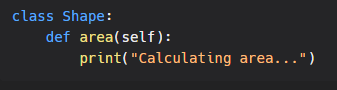 class Shape:
    def area(self):
        print("Calculating area...")